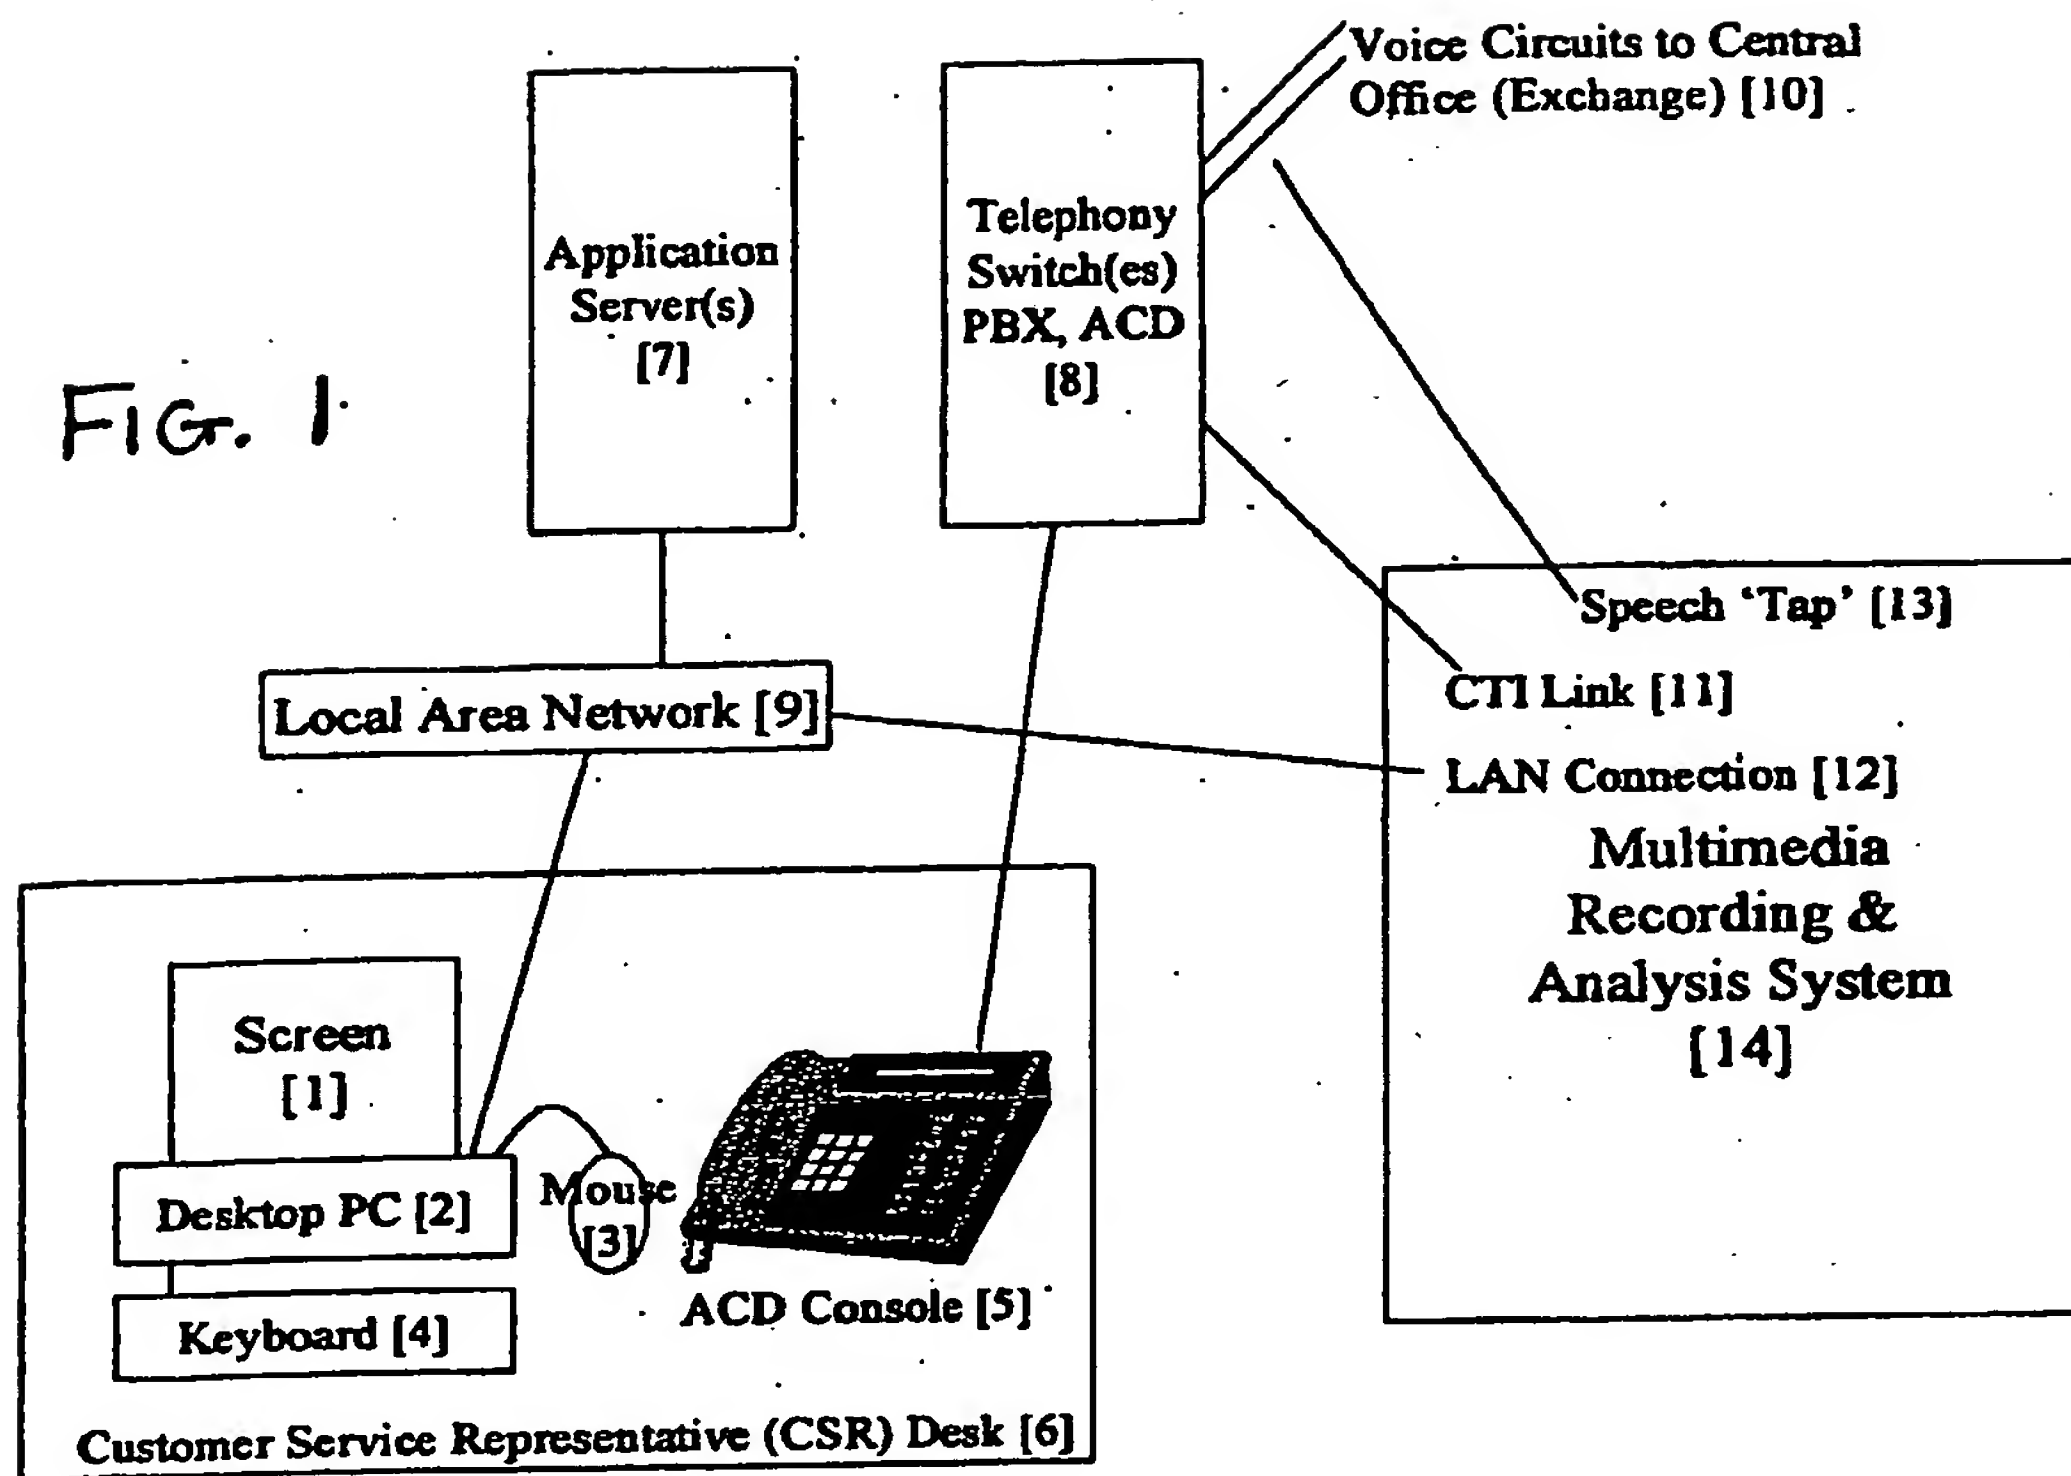 Voice Circuits to Central
Office (Exchange) [10]
Application
Server(s)
[7]
Telephony
Switch(es)
PBX, ACD
[8]
FIG. 1
Speech ‘Tap’ [13]
CTI Link [11]
Local Area Network [9]
LAN Connection [12]
Multimedia
Recording &
Analysis System
[14]
Screen
[1]
Desktop PC [2]
Mouse
[3]
Keyboard [4]
ACD Console [5]
Customer Service Representative (CSR) Desk [6]